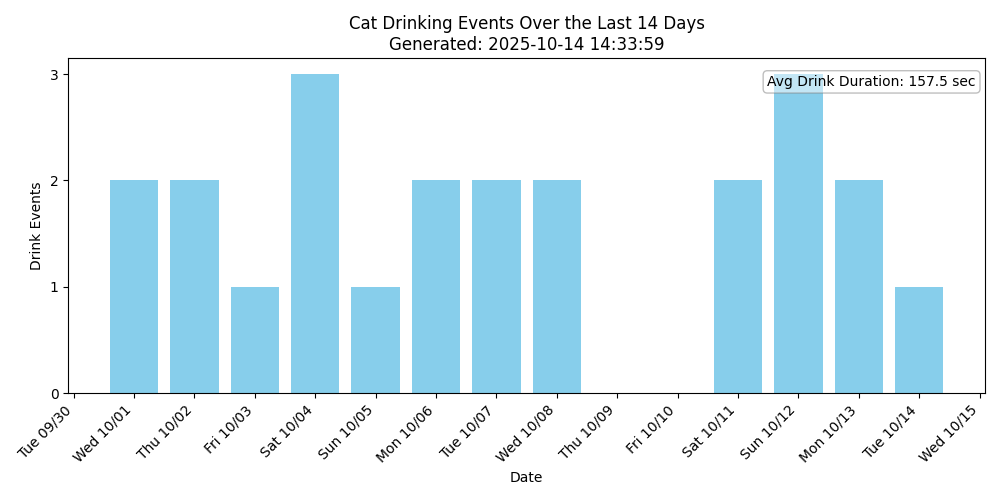 Cat Drinking Events Over the Last 14 Days
Generated: 2025-10-14 14:33:59
Avg Drink Duration: 157.5 sec
Drink Events
3
2
1
0
Tue 09/30
Wed 10/01
Thu 10/02
Fri 10/03
Sat 10/04
Sun 10/05
Mon 10/06
Tue 10/07
Wed 10/08
Thu 10/09
Fri 10/10
Sat 10/11
Sun 10/12
Mon 10/13
Tue 10/14
Wed 10/15
Date